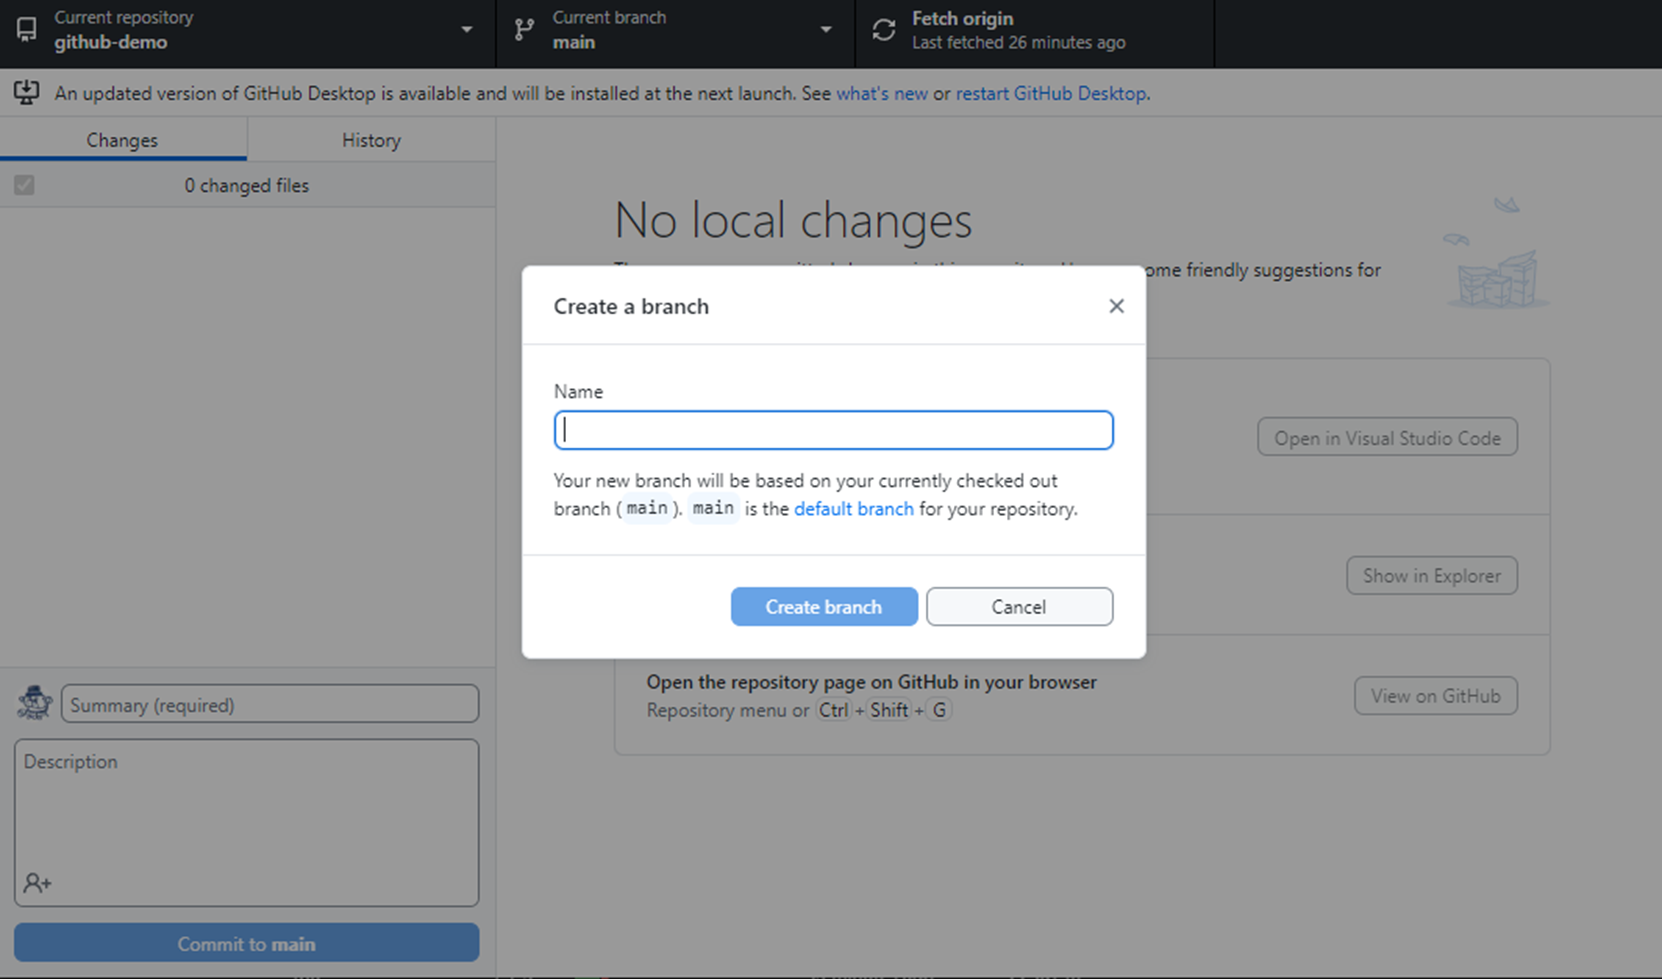 Current repository
github-demo
Current branch
main
Fetch origin
Last fetched 26 minutes ago
An updated version of GitHub Desktop is available and will be installed at the next launch. See what's new or restart GitHub Desktop.
Changes
History
0 changed files
No local changes
some friendly suggestions for
Create a branch
Name
Your new branch will be based on your currently checked out
branch (main). main is the default branch for your repository.
Create branch
Cancel
Open in Visual Studio Code
Show in Explorer
Open the repository page on GitHub in your browser
Repository menu or Ctrl + Shift + G
View on GitHub
Summary (required)
Description
Commit to main